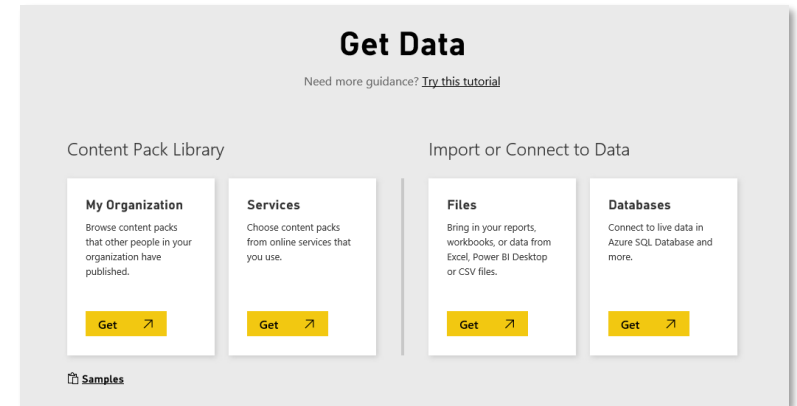 Get Data
Need more guidance? Try this tutorial
Content Pack Library
My Organization
Browse content packs
that other people in your
organization have
published.
Get
Services
Choose content packs
from online services that
you use.
Get
Import or Connect to Data
Files
Bring in your reports,
workbooks, or data from
Excel, Power BI Desktop
or CSV files.
Get
Databases
Connect to live data in
Azure SQL Database and
more.
Get
Samples